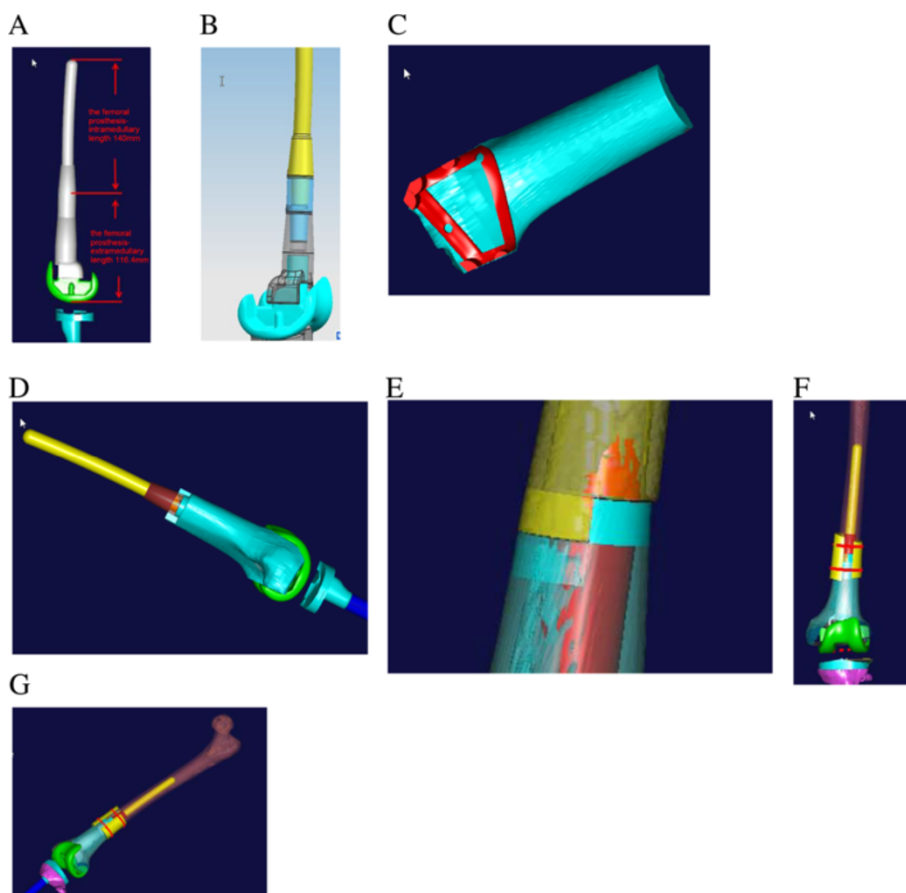 A
B
C
the femoral
prosthesis-
intramedullary
length 140mm
the femoral
prosthesis-
extramedullary
length 116.4mm
D
E
F
G